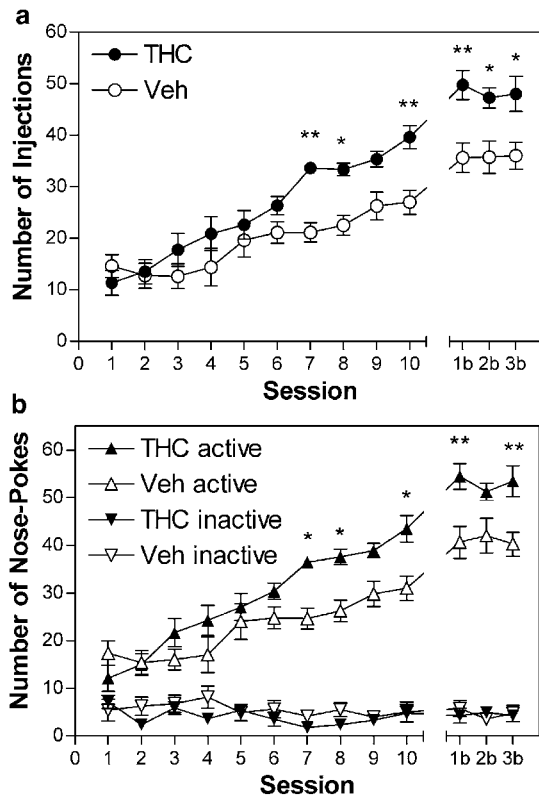 a
60
50
40
30
20
10
0
Number of Injections
THC
Veh
** * **
** * *
0 1 2 3 4 5 6 7 8 9 10 1b 2b 3b
Session
b
60
50
40
30
20
10
0
Number of Nose-Pokes
THC active
Veh active
THC inactive
Veh inactive
* * *
** **
0 1 2 3 4 5 6 7 8 9 10 1b 2b 3b
Session